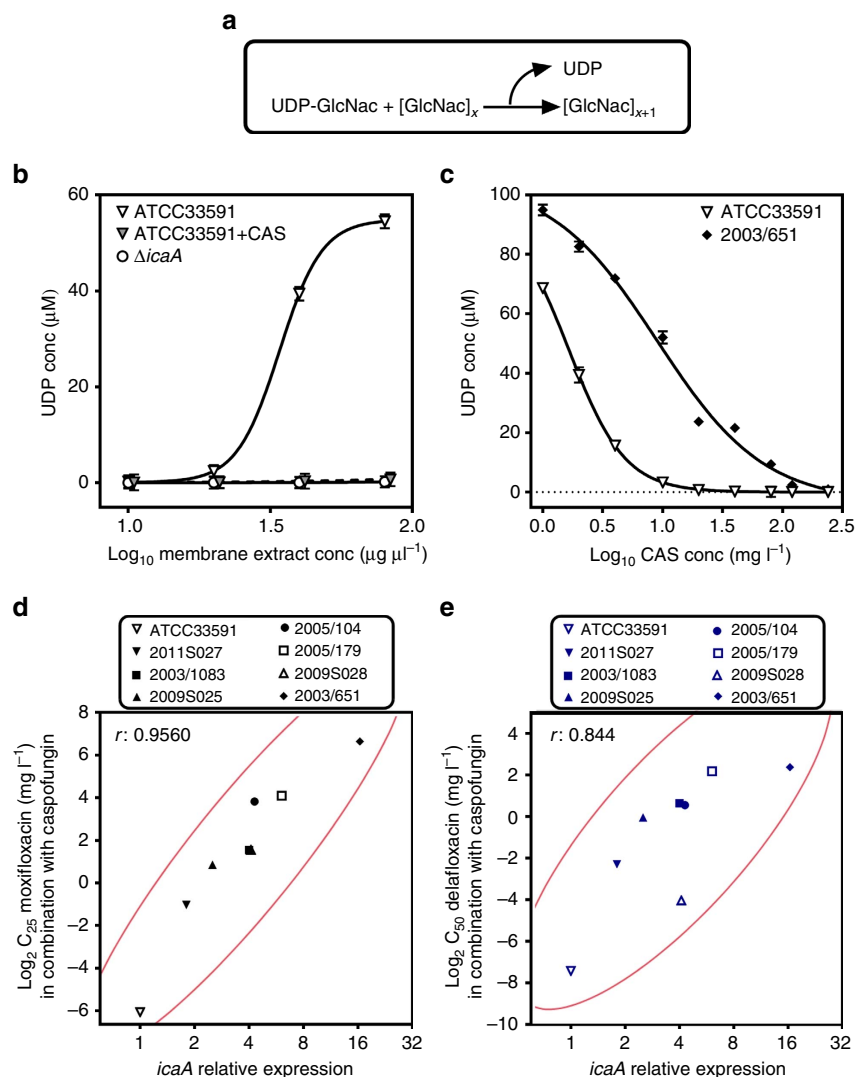 a
UDP
UDP-GlcNac + [GlcNac]x
[GlcNac]x+1
b
60
40
20
0
UDP conc (μM)
ATCC33591
ATCC33591+CAS
ΔicaA
1.0
1.5
2.0
Log10 membrane extract conc (μg μl–1)
c
100
80
60
40
20
0
UDP conc (μM)
ATCC33591
2003/651
0.0
0.5
1.0
1.5
2.0
2.5
Log10 CAS conc (mg l–1)
d
ATCC33591
2011S027
2003/1083
2009S025
2005/104
2005/179
2009S028
2003/651
r: 0.9560
8
6
4
2
0
–2
–4
–6
Log2 C25 moxifloxacin (mg l–1)
in combination with caspofungin
1
2
4
8
16
32
icaA relative expression
e
ATCC33591
2011S027
2003/1083
2009S025
2005/104
2005/179
2009S028
2003/651
r: 0.844
4
2
0
–2
–4
–6
–8
–10
Log2 C50 delafloxacin (mg l–1)
in combination with caspofungin
1
2
4
8
16
32
icaA relative expression